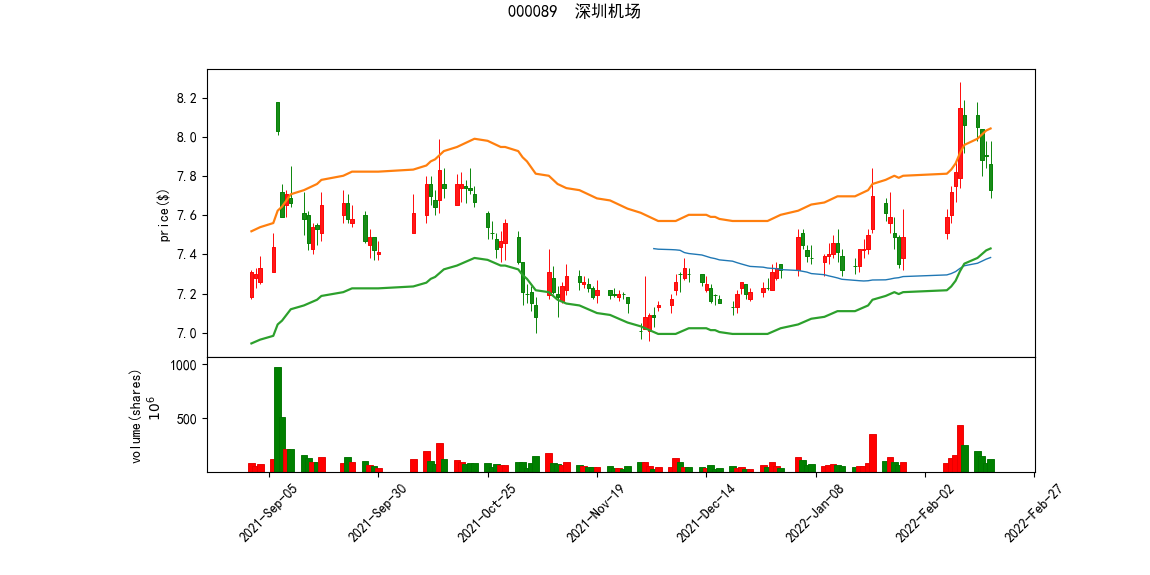 000089  深圳机场
8.2
8.0
7.8
7.6
7.4
7.2
7.0
price($)
1000
500
volume(shares)
10^6
2021-Sep-05
2021-Sep-30
2021-Oct-25
2021-Nov-19
2021-Dec-14
2022-Jan-08
2022-Feb-02
2022-Feb-27